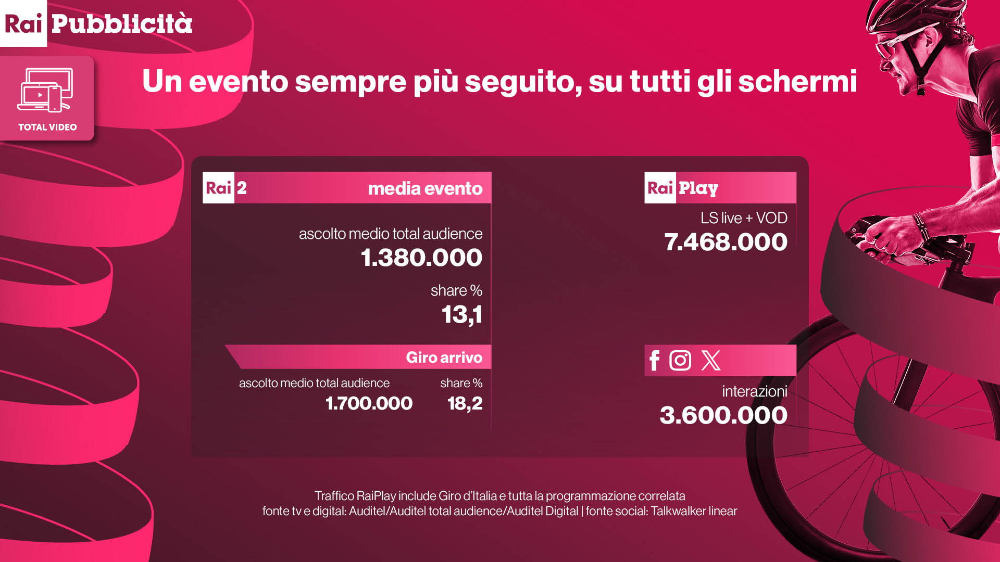 Rai Pubblicità
TOTAL VIDEO
Un evento sempre più seguito, su tutti gli schermi
Rai 2 media evento
ascolto medio total audience
1.380.000
share %
13,1
Giro arrivo
ascolto medio total audience share %
1.700.000 18,2
Rai Play
LS live + VOD
7.468.000
interazioni
3.600.000
Traffico RaiPlay include Giro d'Italia e tutta la programmazione correlata
fonte tv e digital: Auditel/Auditel total audience/Auditel Digital | fonte social: Talkwalker linear